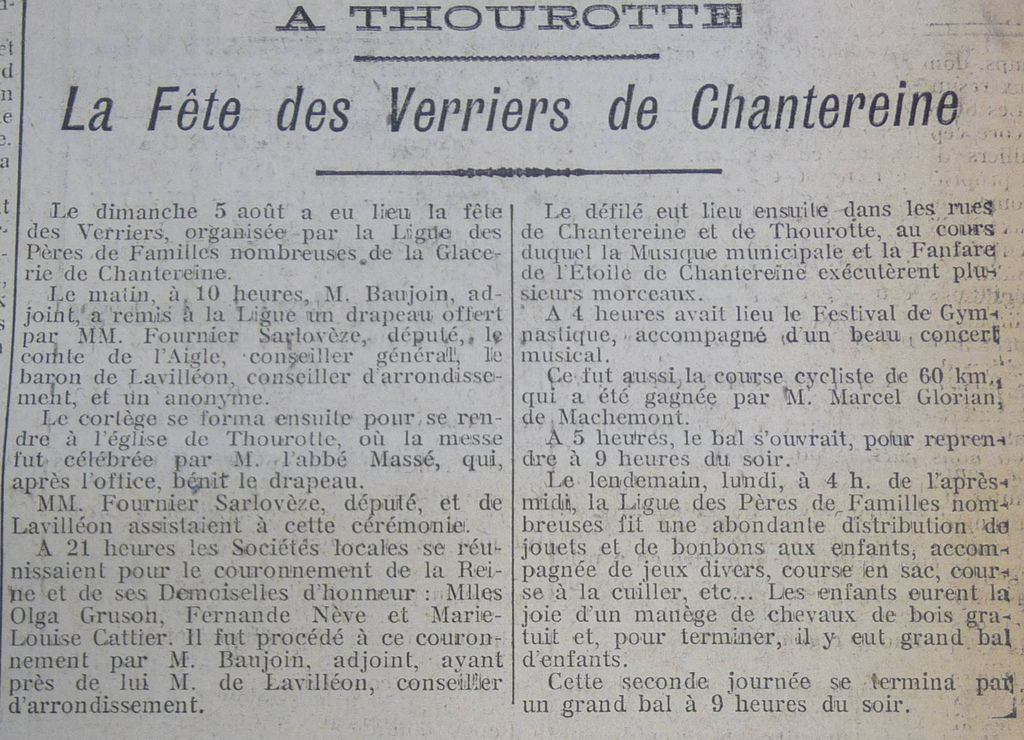 A THOUROTTE
La Fête des Verriers de Chantereine
Le dimanche 5 août a eu lieu la fête
des Verriers, organisée par la Ligue des
Pères de Familles nombreuses de la Glace-
rie de Chantereine.
Le matin, à 10 heures, M. Baujoin, ad-
joint, a remis à la Ligue un drapeau offert
par MM. Fournier Sarlovèze, député, le
comte de l'Aigle, conseiller général, le
baron de Lavilléon, conseiller d'arrondisse-
ment, et un anonyme.
Le cortège se forma ensuite pour se ren-
dre à l'église de Thourotte, où la messe
fut célébrée par M. l'abbé Massé, qui,
après l'office, bénit le drapeau.
MM. Fournier Sarlovèze, député, et de
Lavilléon assistaient à cette cérémonie.
A 21 heures les Sociétés locales se réu-
nissaient pour le couronnement de la Rei-
ne et de ses Demoiselles d'honneur : Mlles
Olga Gruson, Fernande Nève et Marie-
Louise Cattier. Il fut procédé à ce couron-
nement par M. Baujoin, adjoint, ayant
près de lui M. de Lavilléon, conseiller
d'arrondissement.
Le défilé eut lieu ensuite dans les rues
de Chantereine et de Thourotte, au cours
duquel la Musique municipale et la Fanfare
de l'Etoile de Chantereine exécutèrent plu-
sieurs morceaux.
A 4 heures avait lieu le Festival de Gym-
nastique, accompagné d'un beau concert
musical.
Ce fut aussi la course cycliste de 60 km.,
qui a été gagnée par M. Marcel Glorian,
de Machemont.
A 5 heures, le bal s'ouvrait, pour repren-
dre à 9 heures du soir.
Le lendemain, lundi, à 4 h. de l'après-
midi, la Ligue des Pères de Familles nom-
breuses fit une abondante distribution de
jouets et de bonbons aux enfants, accom-
pagnée de jeux divers, course en sac, cour-
se à la cuiller, etc... Les enfants eurent la
joie d'un manège de chevaux de bois gra-
tuit et, pour terminer, il y eut grand bal
d'enfants.
Cette seconde journée se termina par
un grand bal à 9 heures du soir.